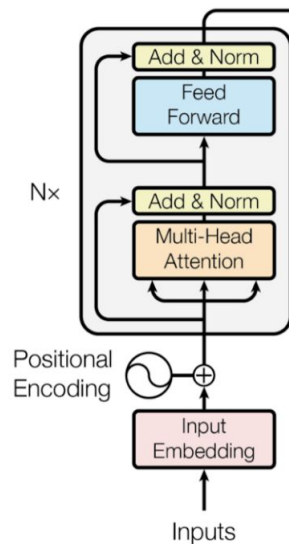 Add & Norm
Feed
Forward
N×
Add & Norm
Multi-Head
Attention
Positional
Encoding
Input
Embedding
Inputs